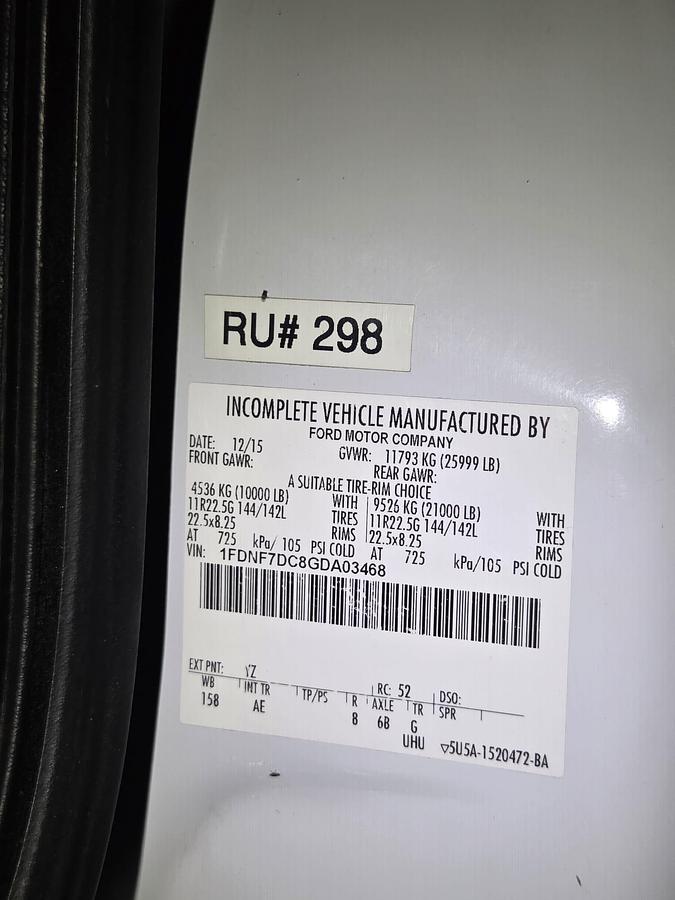 RU# 298
INCOMPLETE VEHICLE MANUFACTURED BY
FORD MOTOR COMPANY
DATE: 12/15 GVWR: 11793 KG (25999 LB)
FRONT GAWR: REAR GAWR:
A SUITABLE TIRE-RIM CHOICE
4536 KG (10000 LB) WITH 9526 KG (21000 LB) WITH
11R22.5G 144/142L TIRES 11R22.5G 144/142L TIRES
22.5x8.25 RIMS 22.5x8.25 RIMS
AT 725 kPa/ 105 PSI COLD AT 725 kPa/105 PSI COLD
VIN: 1FDNF7DC8GDA03468
EXT PNT: YZ RC: 52 DSO:
WB INT TR TP/PS R AXLE TR SPR
158 AE 8 6B G
UHU ▽5U5A-1520472-BA